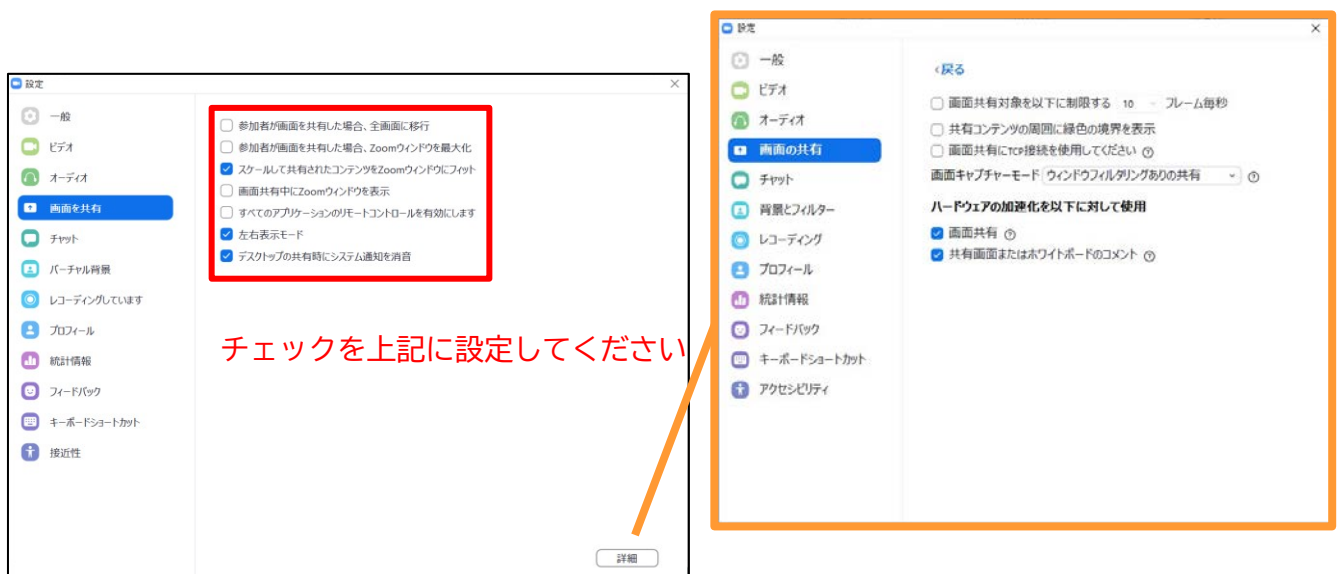 設定
一般
ビデオ
オーディオ
画面を共有
チャット
バーチャル背景
レコーディングしています
プロフィール
統計情報
フィードバック
キーボードショートカット
接近性
参加者が画面を共有した場合、全画面に移行
参加者が画面を共有した場合、Zoomウィンドウを最大化
スケールして共有されたコンテンツをZoomウィンドウにフィット
画面共有中にZoomウィンドウを表示
すべてのアプリケーションのリモートコントロールを有効にします
左右表示モード
デスクトップの共有時にシステム通知を消音
チェックを上記に設定してください
詳細
設定
一般
ビデオ
オーディオ
画面の共有
チャット
背景とフィルター
レコーディング
プロフィール
統計情報
フィードバック
キーボードショートカット
アクセシビリティ
‹戻る
画面共有対象を以下に制限する 10 フレーム毎秒
共有コンテンツの周囲に緑色の境界を表示
画面共有にTCP接続を使用してください
画面キャプチャーモード ウィンドウフィルタリングありの共有
ハードウェアの加速化を以下に対して使用
画面共有
共有画面またはホワイトボードのコメント